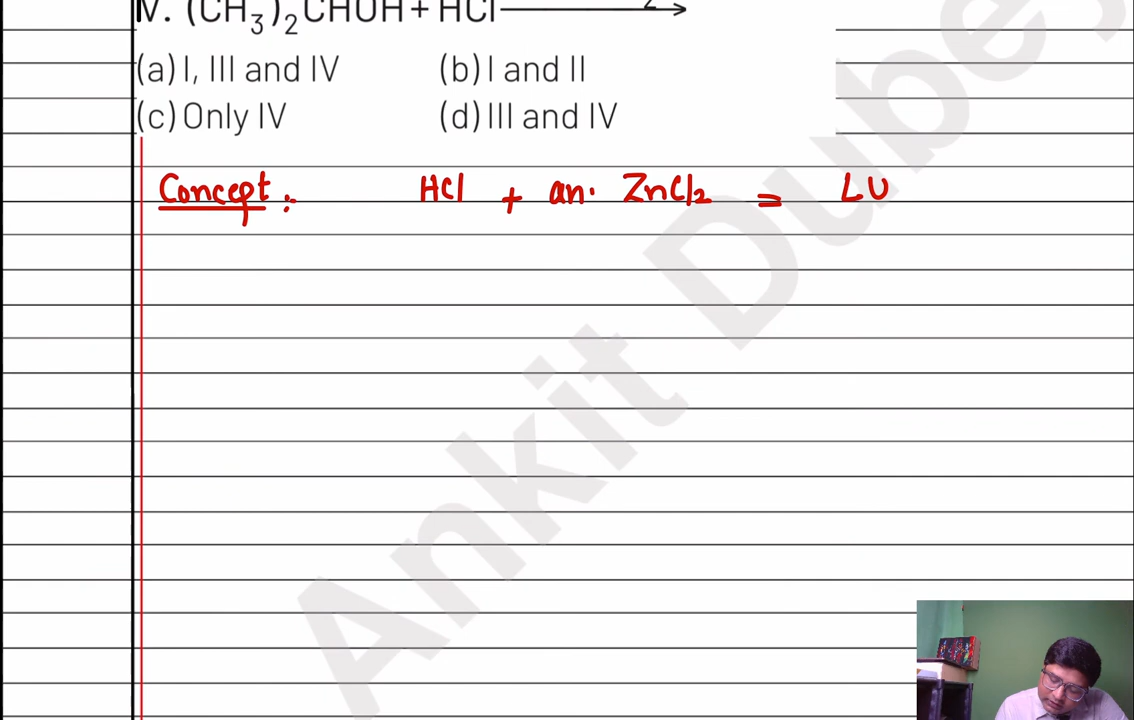 IV. (CH3)2CHOH + HCl
(a) I, III and IV (b) I and II
(c) Only IV (d) III and IV
Concept : HCl + an. ZnCl2 = LU
Ankit Dubey